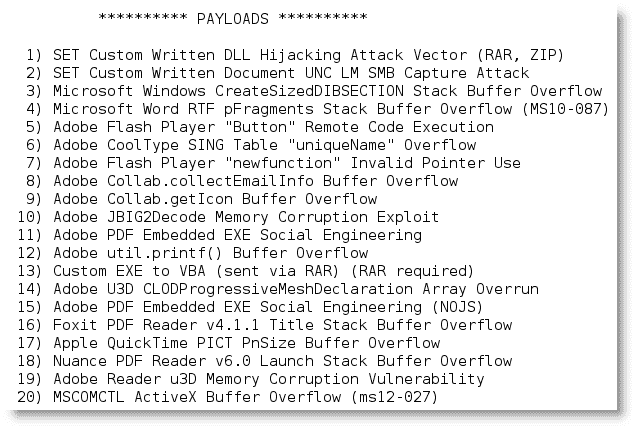 ********** PAYLOADS **********
1) SET Custom Written DLL Hijacking Attack Vector (RAR, ZIP)
2) SET Custom Written Document UNC LM SMB Capture Attack
3) Microsoft Windows CreateSizedDIBSECTION Stack Buffer Overflow
4) Microsoft Word RTF pFragments Stack Buffer Overflow (MS10-087)
5) Adobe Flash Player "Button" Remote Code Execution
6) Adobe CoolType SING Table "uniqueName" Overflow
7) Adobe Flash Player "newfunction" Invalid Pointer Use
8) Adobe Collab.collectEmailInfo Buffer Overflow
9) Adobe Collab.getIcon Buffer Overflow
10) Adobe JBIG2Decode Memory Corruption Exploit
11) Adobe PDF Embedded EXE Social Engineering
12) Adobe util.printf() Buffer Overflow
13) Custom EXE to VBA (sent via RAR) (RAR required)
14) Adobe U3D CLODProgressiveMeshDeclaration Array Overrun
15) Adobe PDF Embedded EXE Social Engineering (NOJS)
16) Foxit PDF Reader v4.1.1 Title Stack Buffer Overflow
17) Apple QuickTime PICT PnSize Buffer Overflow
18) Nuance PDF Reader v6.0 Launch Stack Buffer Overflow
19) Adobe Reader u3D Memory Corruption Vulnerability
20) MSCOMCTL ActiveX Buffer Overflow (ms12-027)